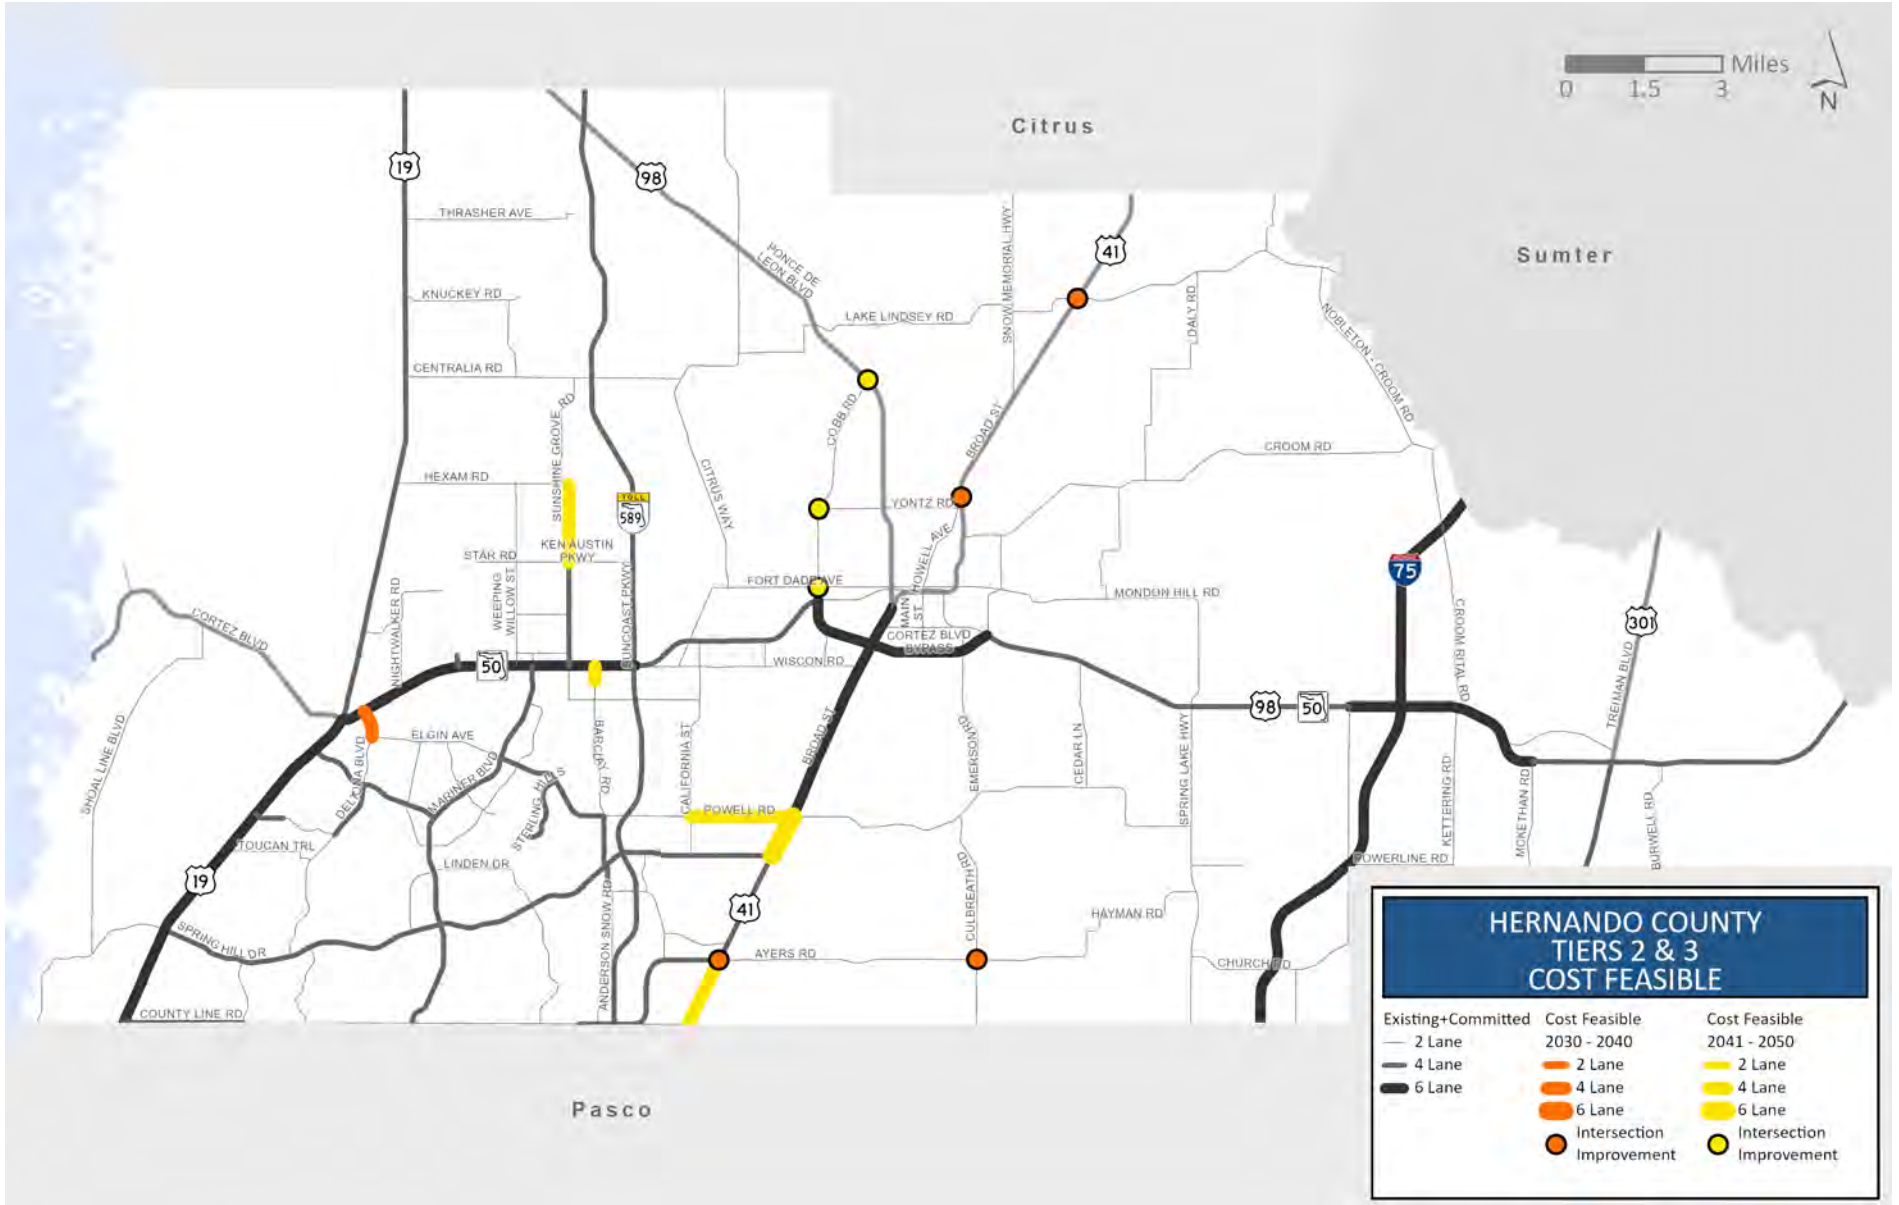 Miles
0 1.5 3
N
Citrus
Sumter
Pasco
19
98
41
THRASHER AVE
PONCE DE
LEON BLVD
KNUCKEY RD
LAKE LINDSEY RD
SNOW MEMORIAL HWY
DALY RD
NOBLETON - CROOM RD
CENTRALIA RD
SUNSHINE GROVE RD
COBB RD
BROAD ST
CROOM RD
HEXAM RD
CITRUS WAY
YONTZ RD
TOLL
589
KEN AUSTIN
PKWY
STAR RD
HOWELL AVE
75
FORT DADE AVE
MONDON HILL RD
WEEPING
WILLOW ST
NIGHTWALKER RD
SUNCOAST PKWY
MAIN
ST
CORTEZ BLVD
CORTEZ BLVD
BYPASS
CROOM RITAL RD
301
TREIMAN BLVD
50
WISCON RD
98
50
SHOAL LINE BLVD
ELGIN AVE
DELTONA BLVD
MARINER BLVD
BARCLAY RD
CALIFORNIA ST
BROAD ST
EMERSON RD
CEDAR LN
SPRING LAKE HWY
STERLING HILLS
POWELL RD
KETTERING RD
MCKETHAN RD
BURWELL RD
TOUCAN TRL
LINDEN DR
POWERLINE RD
19
41
CULBREATH RD
HAYMAN RD
ANDERSON SNOW RD
SPRING HILL DR
AYERS RD
CHURCH RD
COUNTY LINE RD
HERNANDO COUNTY
TIERS 2 & 3
COST FEASIBLE
Existing+Committed
2 Lane
4 Lane
6 Lane
Cost Feasible
2030 - 2040
2 Lane
4 Lane
6 Lane
Intersection
Improvement
Cost Feasible
2041 - 2050
2 Lane
4 Lane
6 Lane
Intersection
Improvement